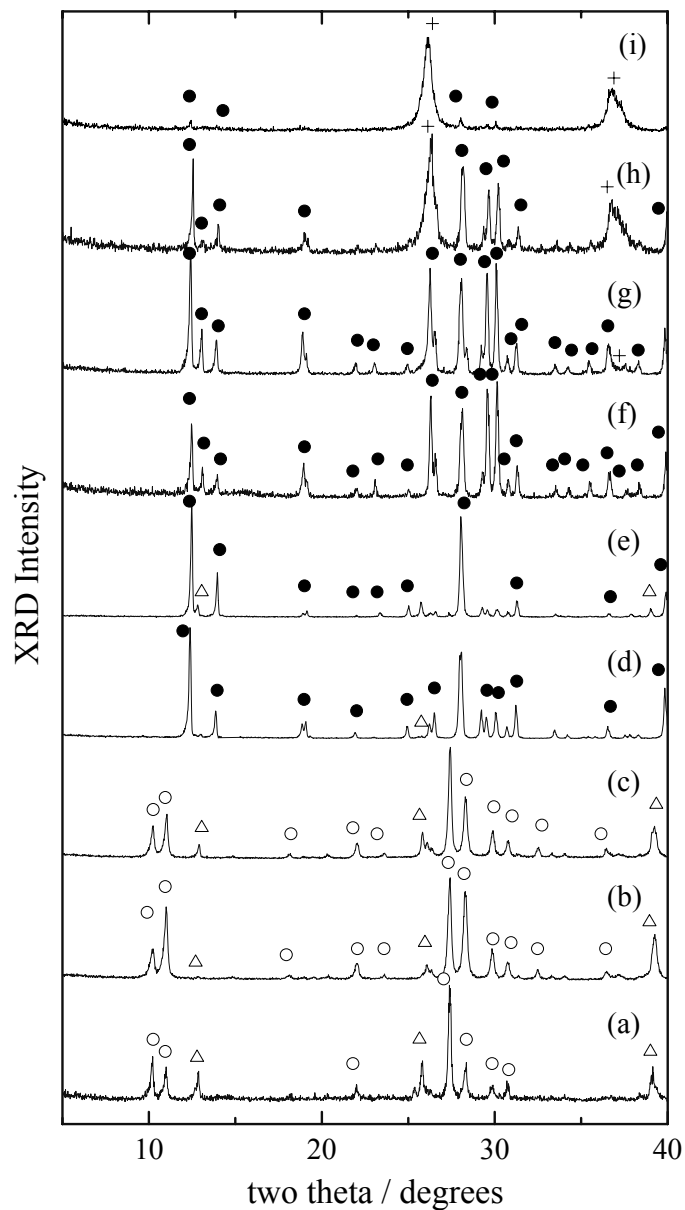 (i)
(h)
(g)
(f)
(e)
(d)
(c)
(b)
(a)
XRD Intensity
10 20 30 40
two theta / degrees